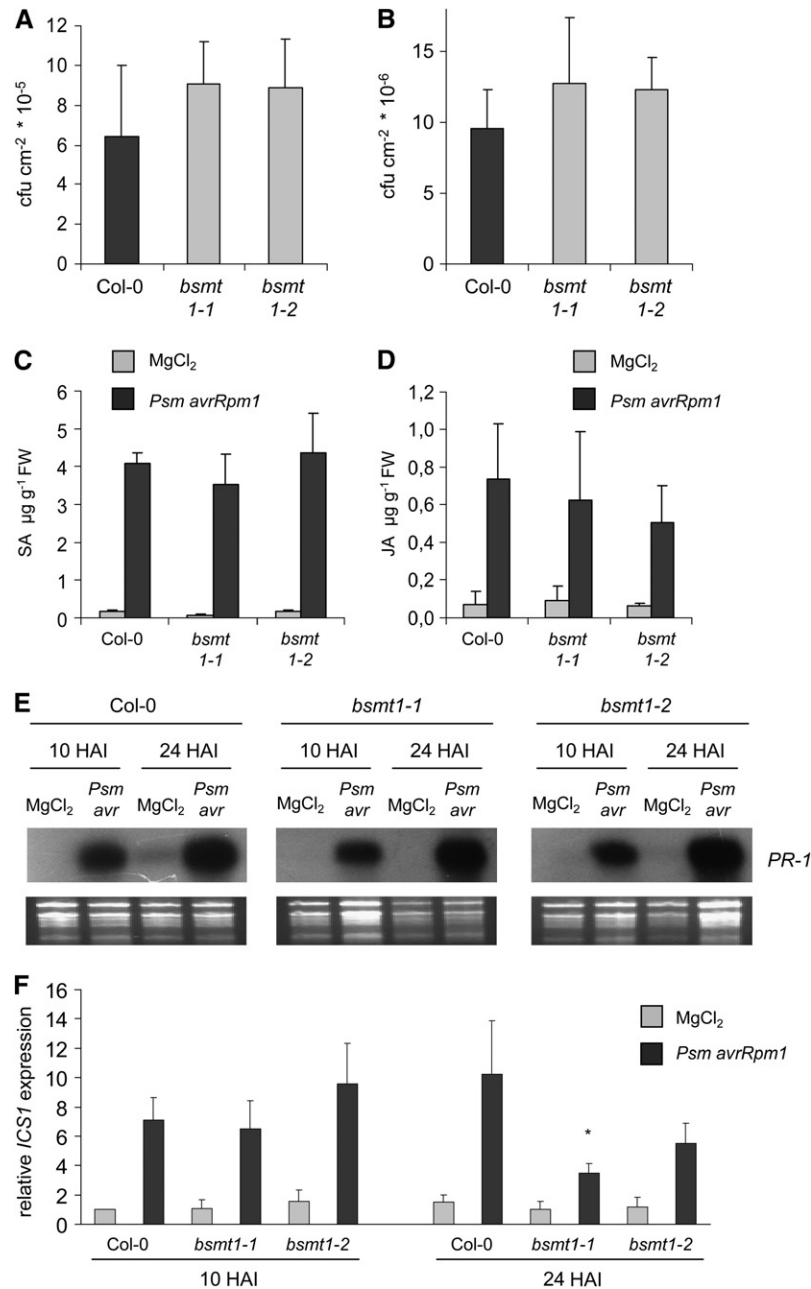 A
12
10
8
6
4
2
0
cfu cm-2 * 10-5
Col-0
bsmt 1-1
bsmt 1-2
B
15
10
5
0
cfu cm-2 * 10-6
Col-0
bsmt 1-1
bsmt 1-2
C
MgCl2
Psm avrRpm1
6
5
4
3
2
1
0
SA µg g-1 FW
Col-0
bsmt 1-1
bsmt 1-2
D
MgCl2
Psm avrRpm1
1,2
1,0
0,8
0,6
0,4
0,2
0,0
JA µg g-1 FW
Col-0
bsmt 1-1
bsmt 1-2
E
Col-0 bsmt1-1 bsmt1-2
10 HAI 24 HAI 10 HAI 24 HAI 10 HAI 24 HAI
MgCl2 Psm avr MgCl2 Psm avr MgCl2 Psm avr MgCl2 Psm avr MgCl2 Psm avr MgCl2 Psm avr
PR-1
F
16
14
12
10
8
6
4
2
0
relative ICS1 expression
MgCl2
Psm avrRpm1
*
Col-0 bsmt1-1 bsmt1-2 Col-0 bsmt1-1 bsmt1-2
10 HAI 24 HAI